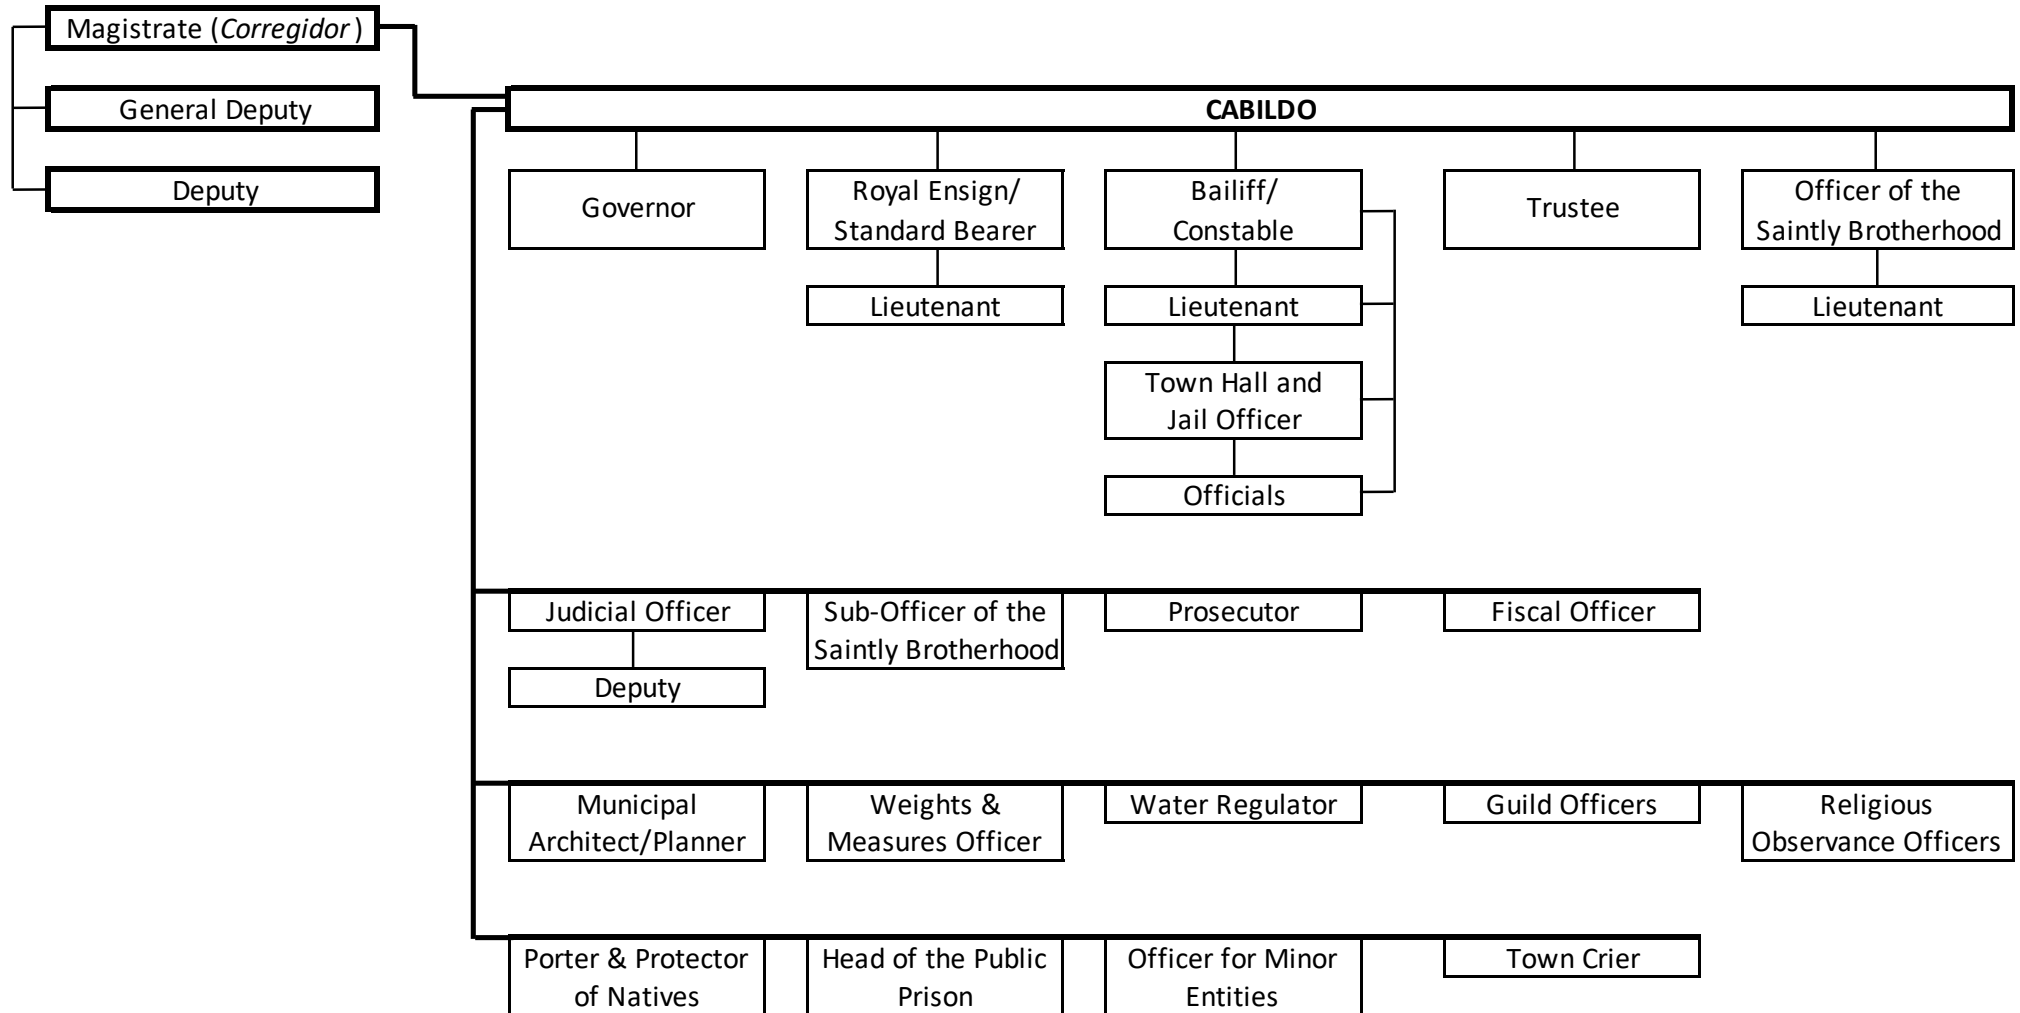 Magistrate (Corregidor)
General Deputy
Deputy
CABILDO
Governor
Royal Ensign/
Standard Bearer
Lieutenant
Bailiff/
Constable
Lieutenant
Town Hall and
Jail Officer
Officials
Trustee
Officer of the
Saintly Brotherhood
Lieutenant
Judicial Officer
Deputy
Sub-Officer of the
Saintly Brotherhood
Prosecutor
Fiscal Officer
Municipal
Architect/Planner
Weights &
Measures Officer
Water Regulator
Guild Officers
Religious
Observance Officers
Porter & Protector
of Natives
Head of the Public
Prison
Officer for Minor
Entities
Town Crier